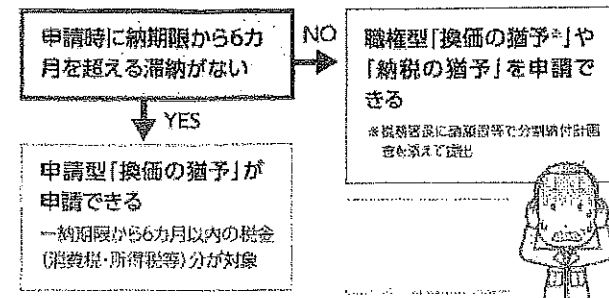 申請時に納期限から6カ
月を超える滞納がない
NO
職権型「換価の猶予※」や
「納税の猶予」を申請で
きる
※税務署長に請願書等で分割納付計画
書を添えて提出
YES
申請型「換価の猶予」が
申請できる
―納期限から6カ月以内の税金
(消費税・所得税等)分が対象